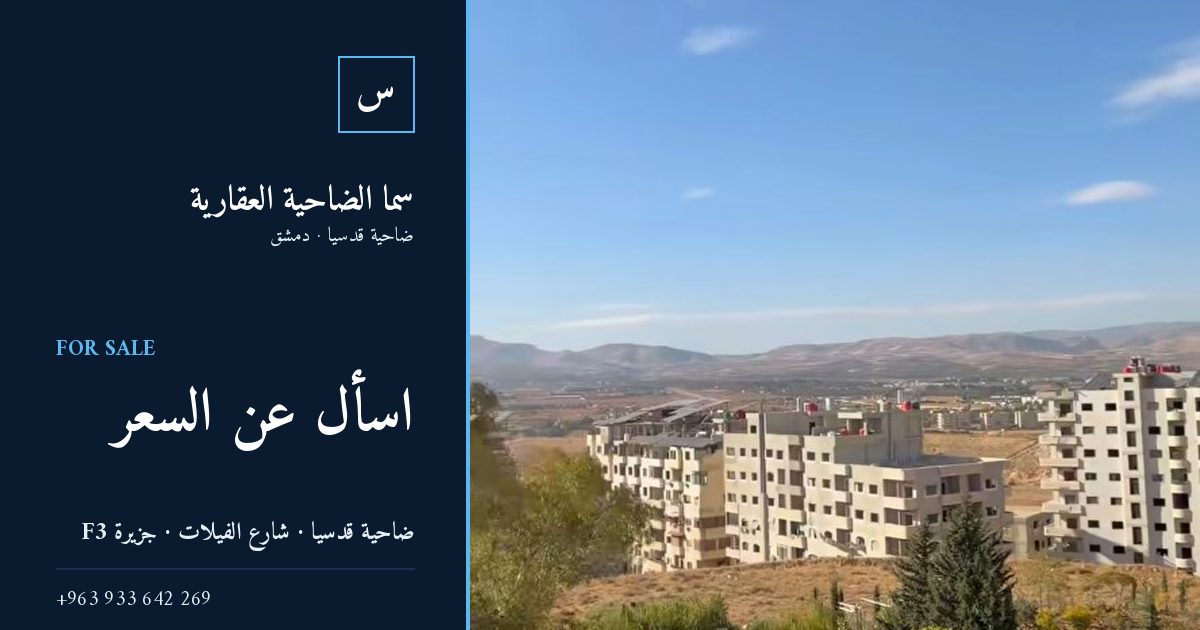 س
سما الضاحية العقارية
ضاحية قدسيا · دمشق
FOR SALE
اسأل عن السعر
ضاحية قدسيا · شارع الفيلات · جزيرة F3
+963 933 642 269